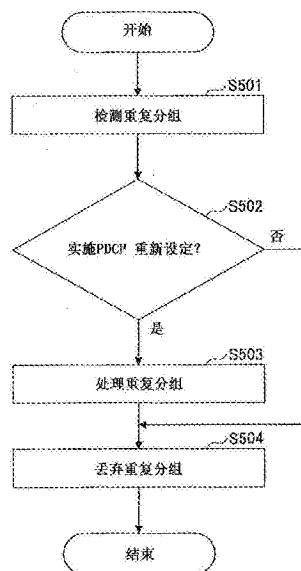 开始
S501
检测重复分组
S502
实施PDCP 重新设定?
否
是
S503
处理重复分组
S504
丢弃重复分组
结束